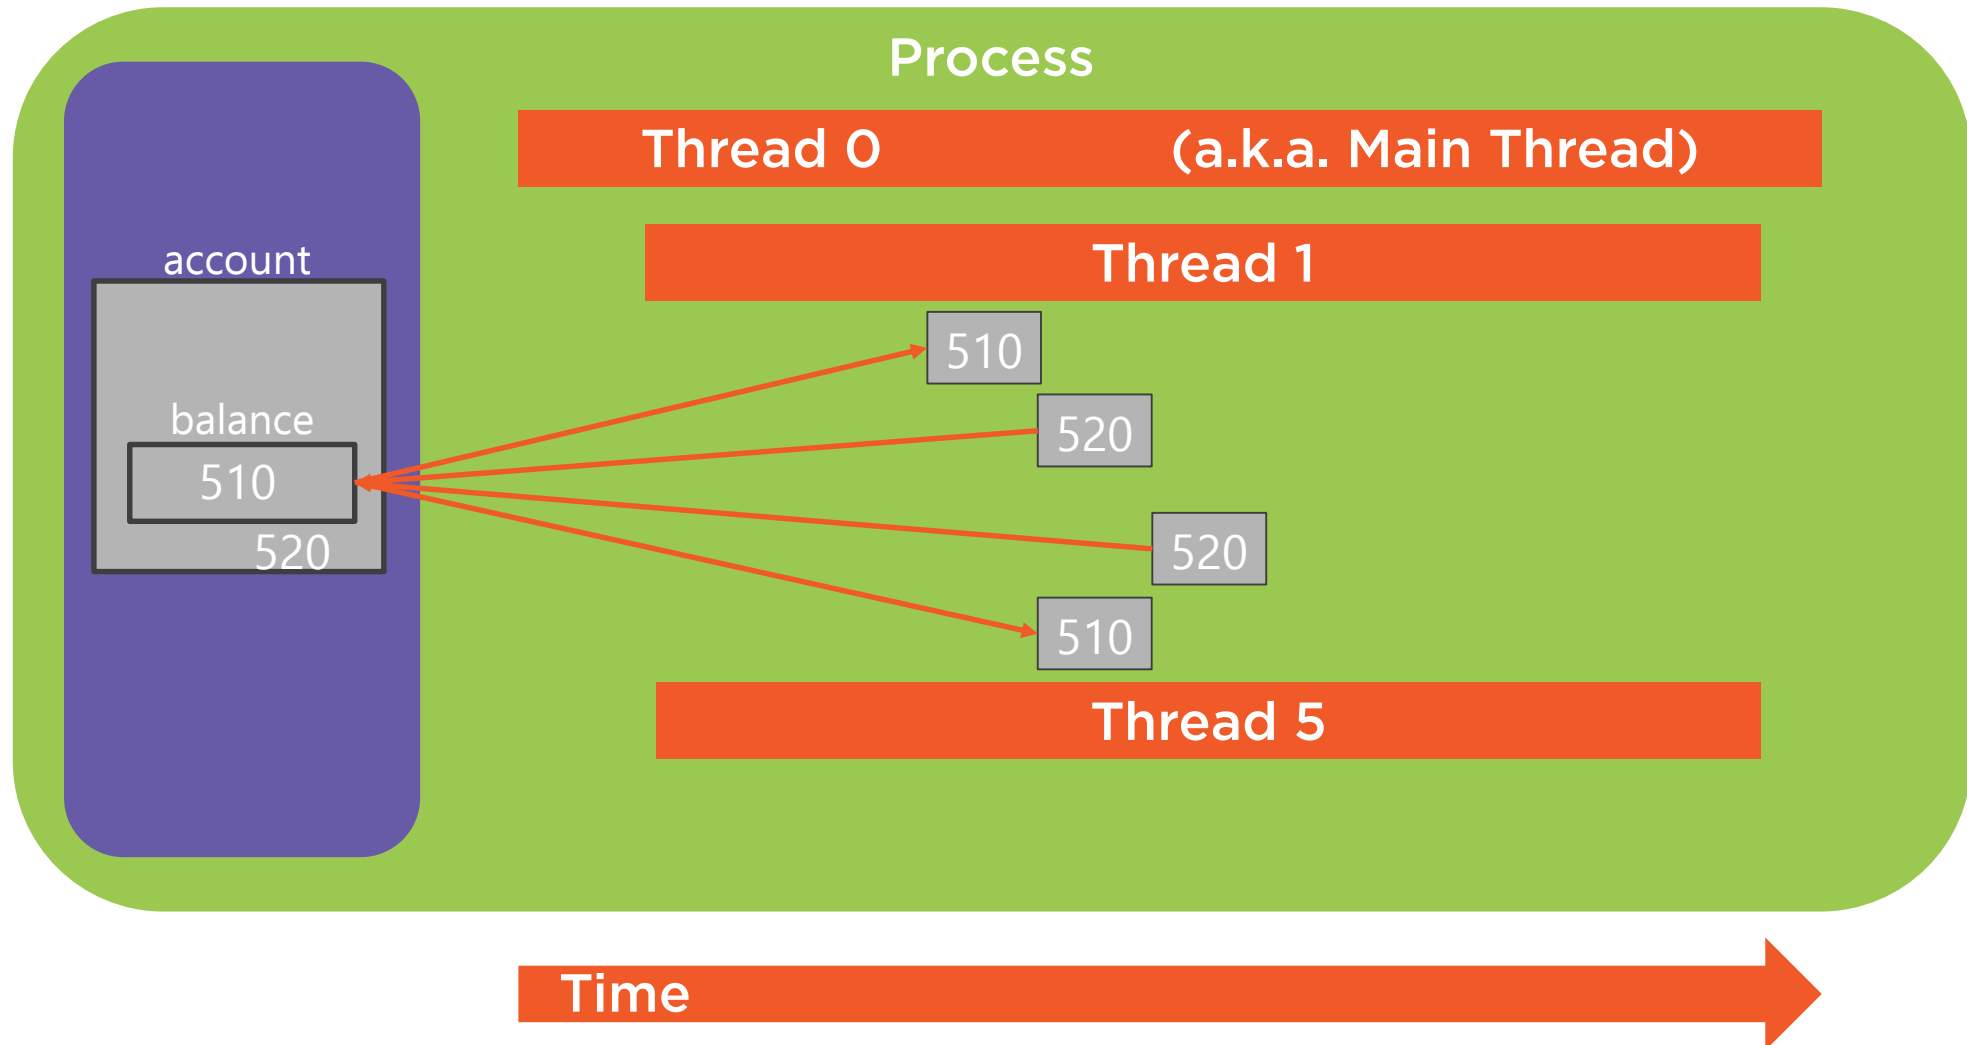 Process
Thread 0 (a.k.a. Main Thread)
Thread 1
account
510
balance
520
510
520
520
510
Thread 5
Time